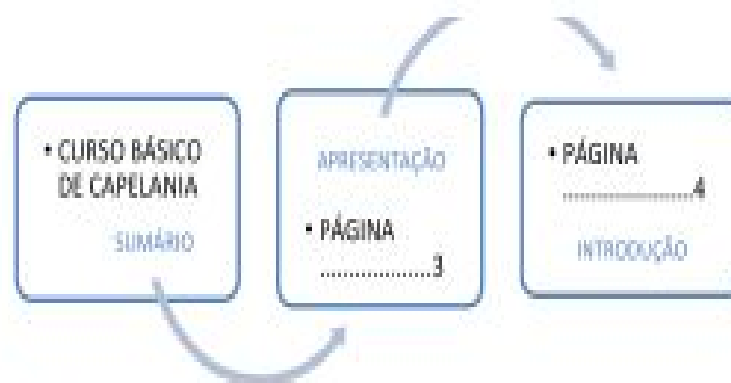 • CURSO BÁSICO
DE CAPELANIA
SUMÁRIO
APRESENTAÇÃO
• PÁGINA
...................3
• PÁGINA
......................4
INTRODUÇÃO